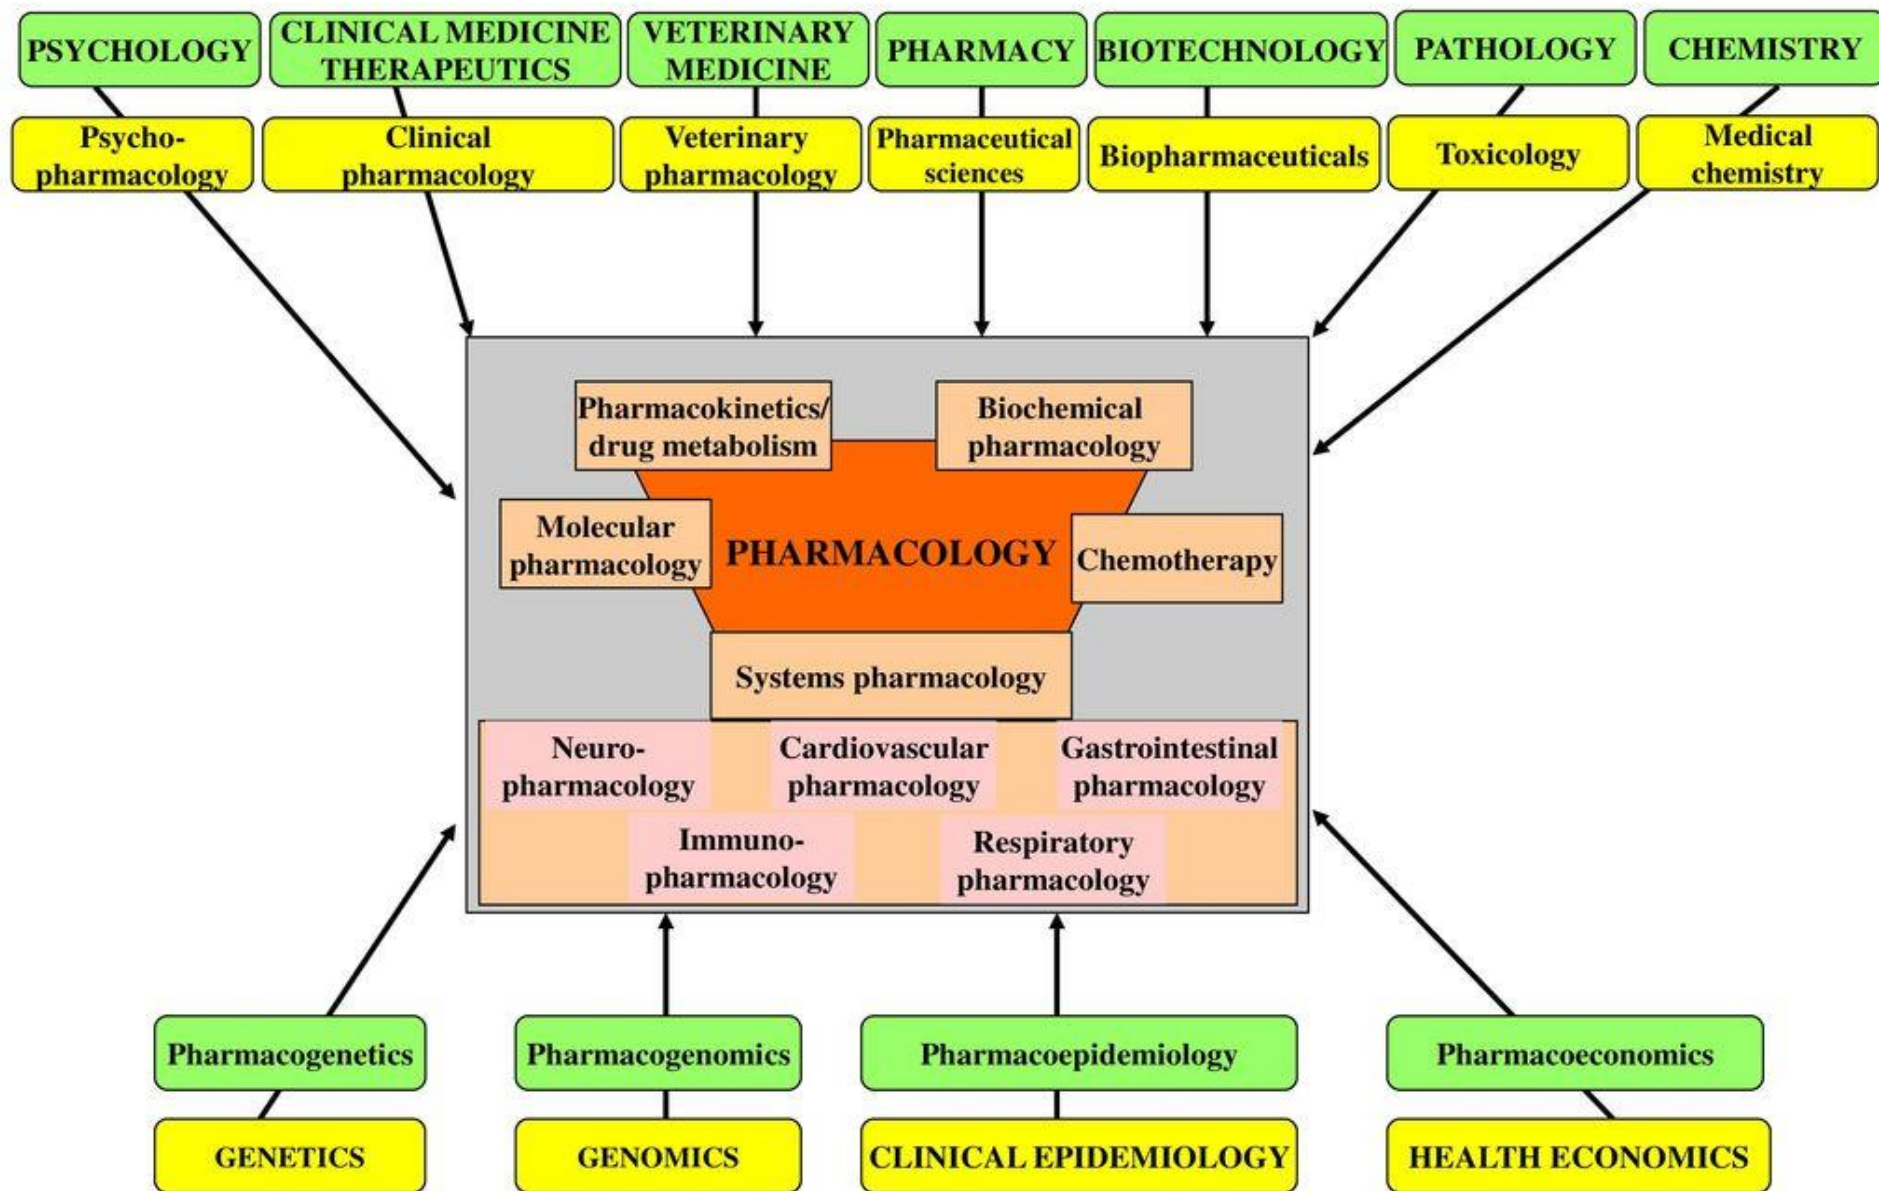 PSYCHOLOGY
CLINICAL MEDICINE
THERAPEUTICS
VETERINARY
MEDICINE
PHARMACY
BIOTECHNOLOGY
PATHOLOGY
CHEMISTRY
Psycho-
pharmacology
Clinical
pharmacology
Veterinary
pharmacology
Pharmaceutical
sciences
Biopharmaceuticals
Toxicology
Medical
chemistry
Pharmacokinetics/
drug metabolism
Biochemical
pharmacology
Molecular
pharmacology
PHARMACOLOGY
Chemotherapy
Systems pharmacology
Neuro-
pharmacology
Cardiovascular
pharmacology
Gastrointestinal
pharmacology
Immuno-
pharmacology
Respiratory
pharmacology
Pharmacogenetics
Pharmacogenomics
Pharmacoepidemiology
Pharmacoeconomics
GENETICS
GENOMICS
CLINICAL EPIDEMIOLOGY
HEALTH ECONOMICS